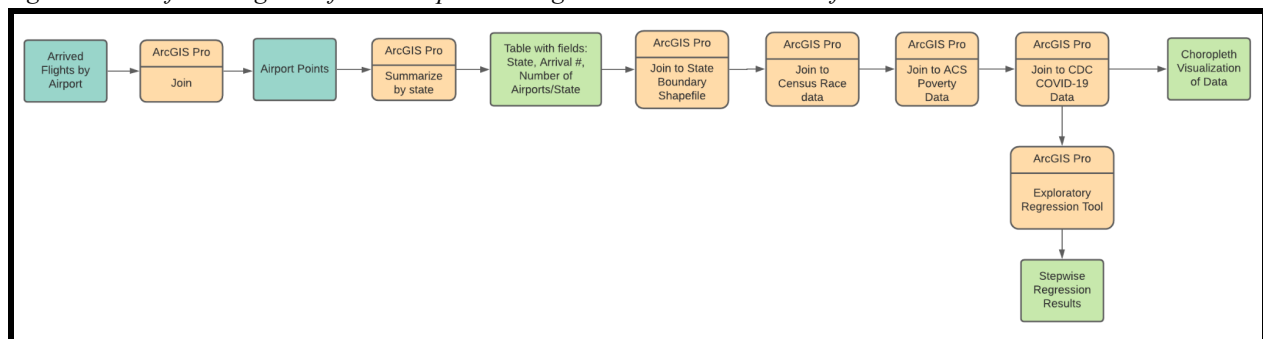 Arrived
Flights by
Airport
ArcGIS Pro
Join
Airport Points
ArcGIS Pro
Summarize
by state
Table with fields:
State, Arrival #,
Number of
Airports/State
ArcGIS Pro
Join to State
Boundary
Shapefile
ArcGIS Pro
Join to
Census Race
data
ArcGIS Pro
Join to ACS
Poverty
Data
ArcGIS Pro
Join to CDC
COVID-19
Data
Choropleth
Visualization
of Data
ArcGIS Pro
Exploratory
Regression Tool
Stepwise
Regression
Results